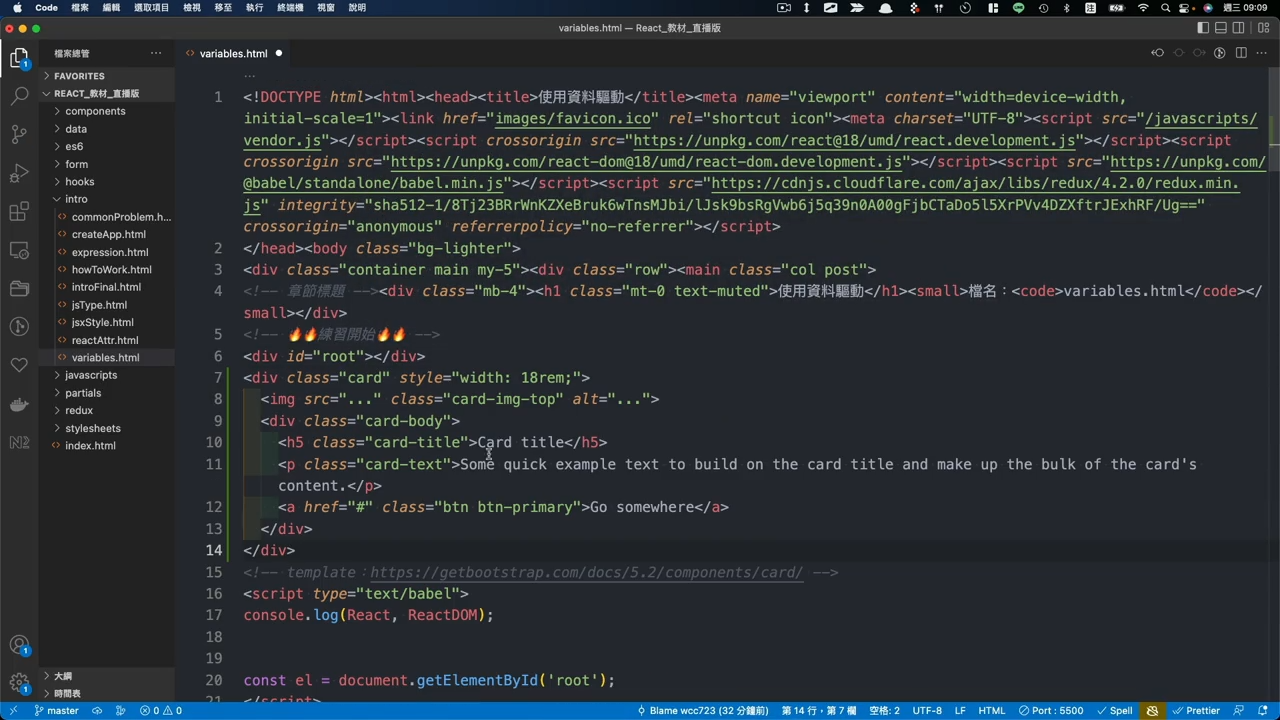 Code 檔案 編輯 選取項目 檢視 移至 執行 終端機 視窗 說明 週三 09:09
variables.html — React_教材_直播版
檔案總管
variables.html
FAVORITES
REACT_教材_直播版
components
data
es6
form
hooks
intro
commonProblem.h...
createApp.html
expression.html
howToWork.html
introFinal.html
jsType.html
jsxStyle.html
reactAttr.html
variables.html
javascripts
partials
redux
stylesheets
index.html
大綱
時間表
1 <!DOCTYPE html><html><head><title>使用資料驅動</title><meta name="viewport" content="width=device-width,
initial-scale=1"><link href="images/favicon.ico" rel="shortcut icon"><meta charset="UTF-8"><script src="/javascripts/
vendor.js"></script><script crossorigin src="https://unpkg.com/react@18/umd/react.development.js"></script><script
crossorigin src="https://unpkg.com/react-dom@18/umd/react-dom.development.js"></script><script src="https://unpkg.com/
@babel/standalone/babel.min.js"></script><script src="https://cdnjs.cloudflare.com/ajax/libs/redux/4.2.0/redux.min.
js" integrity="sha512-1/8Tj23BRrWnKZXeBruk6wTnsMJbi/lJsk9bsRgVwb6j5q39n0A00gFjbCTaDo5l5XrPVv4DZXftrJExhRF/Ug=="
crossorigin="anonymous" referrerpolicy="no-referrer"></script>
2 </head><body class="bg-lighter">
3 <div class="container main my-5"><div class="row"><main class="col post">
4 <!-- 章節標題 --><div class="mb-4"><h1 class="mt-0 text-muted">使用資料驅動</h1><small>檔名：<code>variables.html</code></
small></div>
5 <!-- 🔥🔥練習開始🔥🔥 -->
6 <div id="root"></div>
7 <div class="card" style="width: 18rem;">
8 <img src="..." class="card-img-top" alt="...">
9 <div class="card-body">
10 <h5 class="card-title">Card title</h5>
11 <p class="card-text">Some quick example text to build on the card title and make up the bulk of the card's
content.</p>
12 <a href="#" class="btn btn-primary">Go somewhere</a>
13 </div>
14 </div>
15 <!-- template：https://getbootstrap.com/docs/5.2/components/card/ -->
16 <script type="text/babel">
17 console.log(React, ReactDOM);
18
19
20 const el = document.getElementById('root');
21 </script>
master 0 0 Blame wcc723 (32 分鐘前) 第 14 行，第 7 欄 空格: 2 UTF-8 LF HTML Port : 5500 Spell Prettier